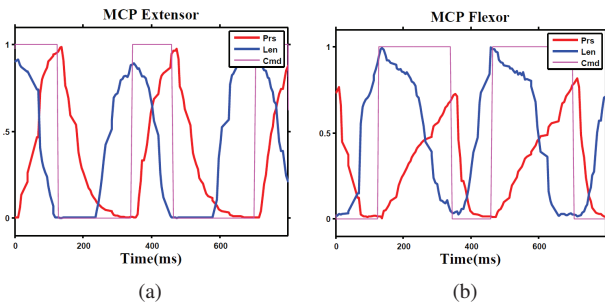 MCP Extensor
Prs
Len
Cmd
1
.5
0
0
200
400
600
Time(ms)
(a)
MCP Flexor
Prs
Len
Cmd
1
0.5
0
0
200
400
600
Time(ms)
(b)